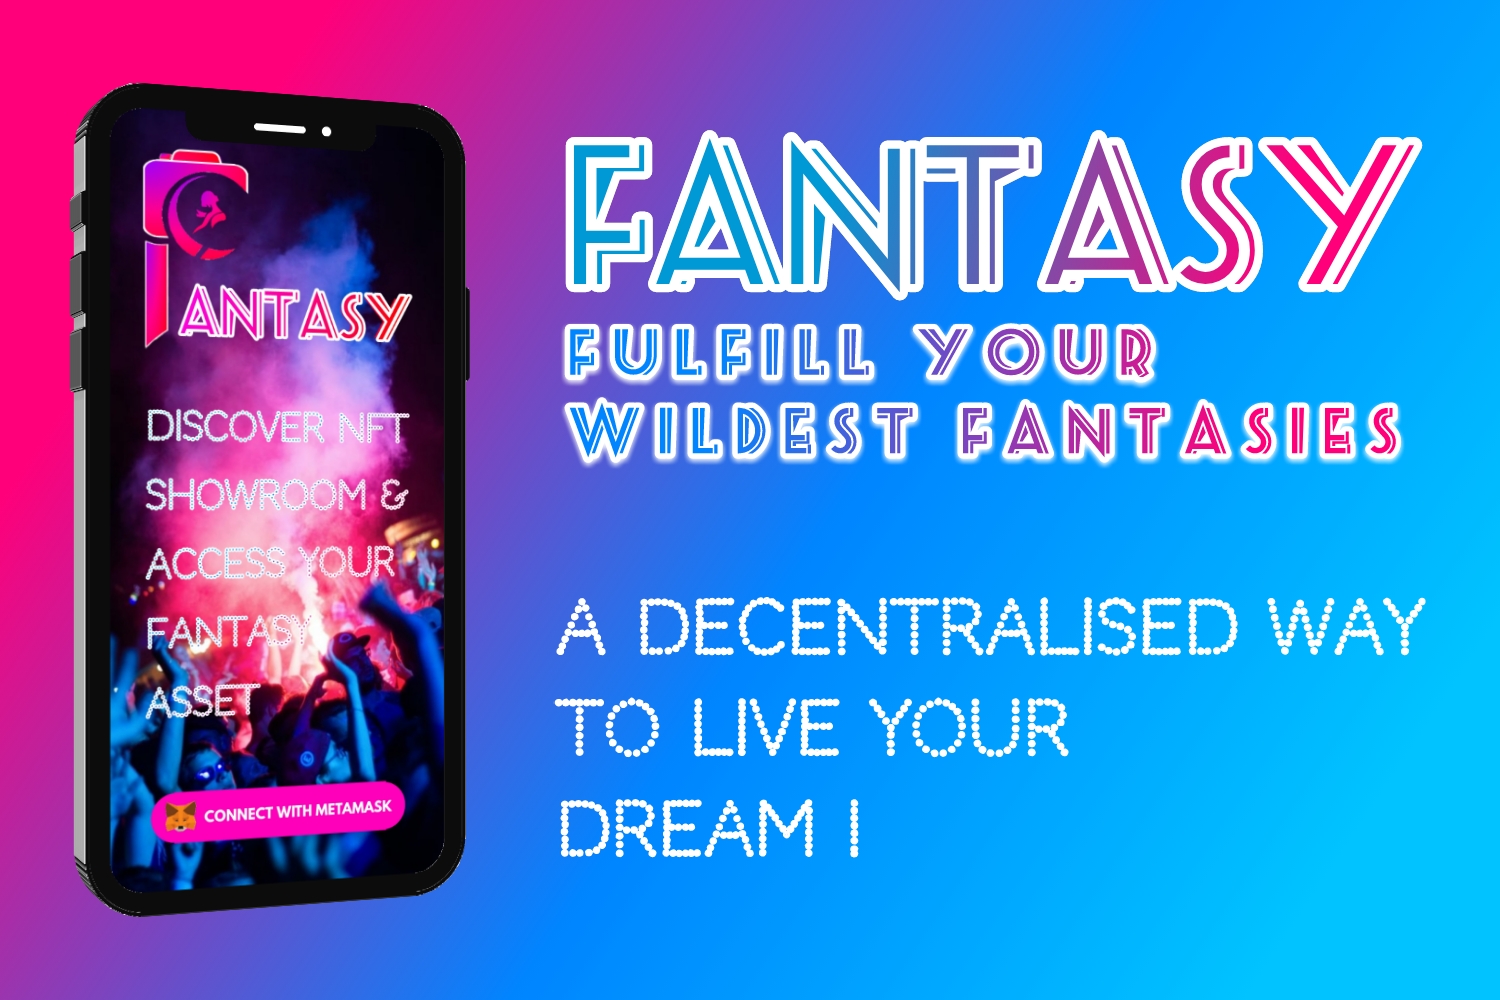 FANTASY
DISCOVER NFT
SHOWROOM &
ACCESS YOUR
FANTASY
ASSET
CONNECT WITH METAMASK
FANTASY
FULFILL YOUR
WILDEST FANTASIES
A DECENTRALISED WAY
TO LIVE YOUR
DREAM |